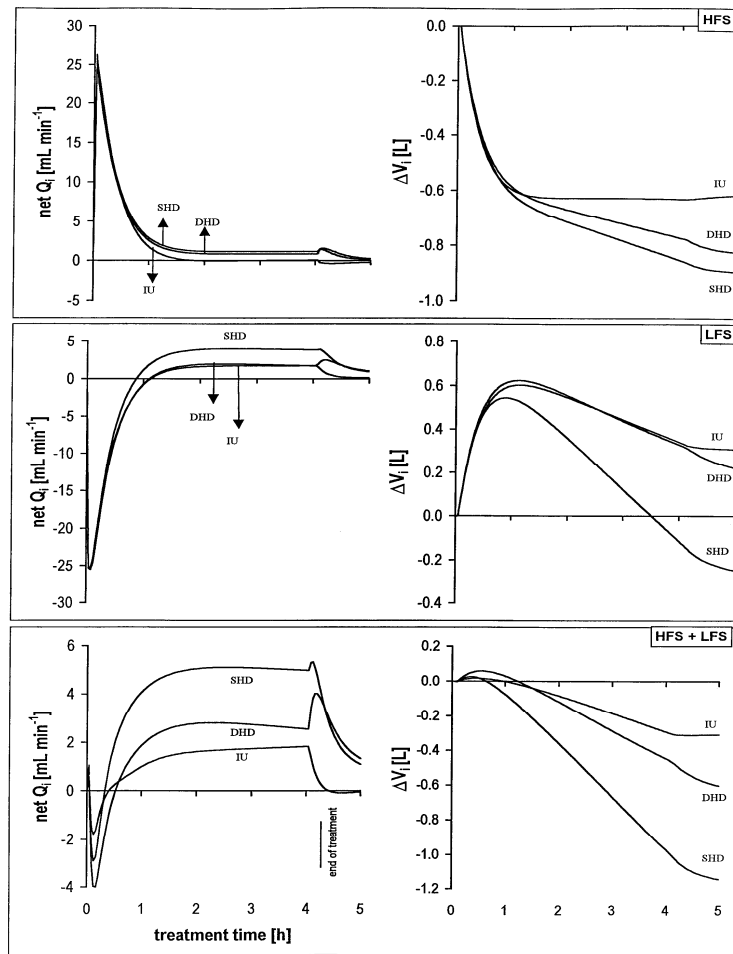 HFS
30
25
20
15
10
5
0
-5
net Qi [mL min-1]
SHD
DHD
IU
0.0
-0.2
-0.4
-0.6
-0.8
-1.0
ΔVi [L]
IU
DHD
SHD
LFS
5
0
-5
-10
-15
-20
-25
-30
net Qi [mL min-1]
SHD
DHD
IU
0.8
0.6
0.4
0.2
0.0
-0.2
-0.4
ΔVi [L]
IU
DHD
SHD
HFS + LFS
6
4
2
0
-2
-4
net Qi [mL min-1]
SHD
DHD
IU
end of treatment
0 1 2 3 4 5
treatment time [h]
0.2
0.0
-0.2
-0.4
-0.6
-0.8
-1.0
-1.2
ΔVi [L]
IU
DHD
SHD
0 1 2 3 4 5